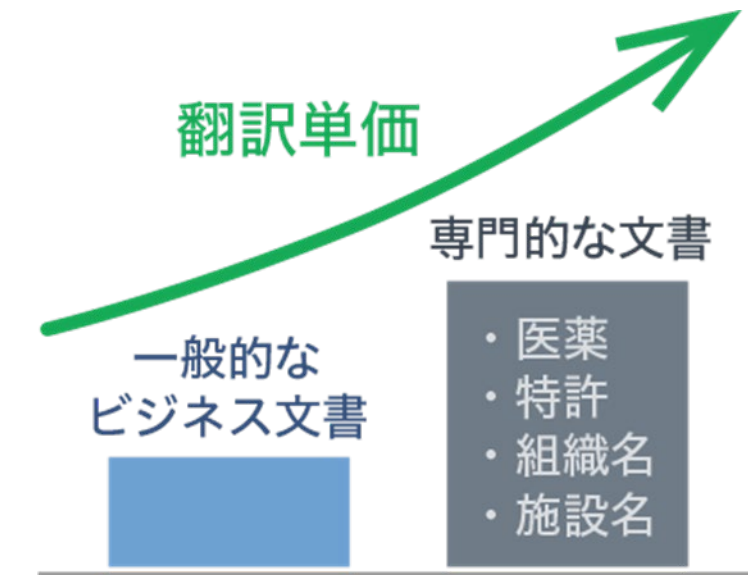 翻訳単価
専門的な文書
一般的な
ビジネス文書
・医薬
・特許
・組織名
・施設名